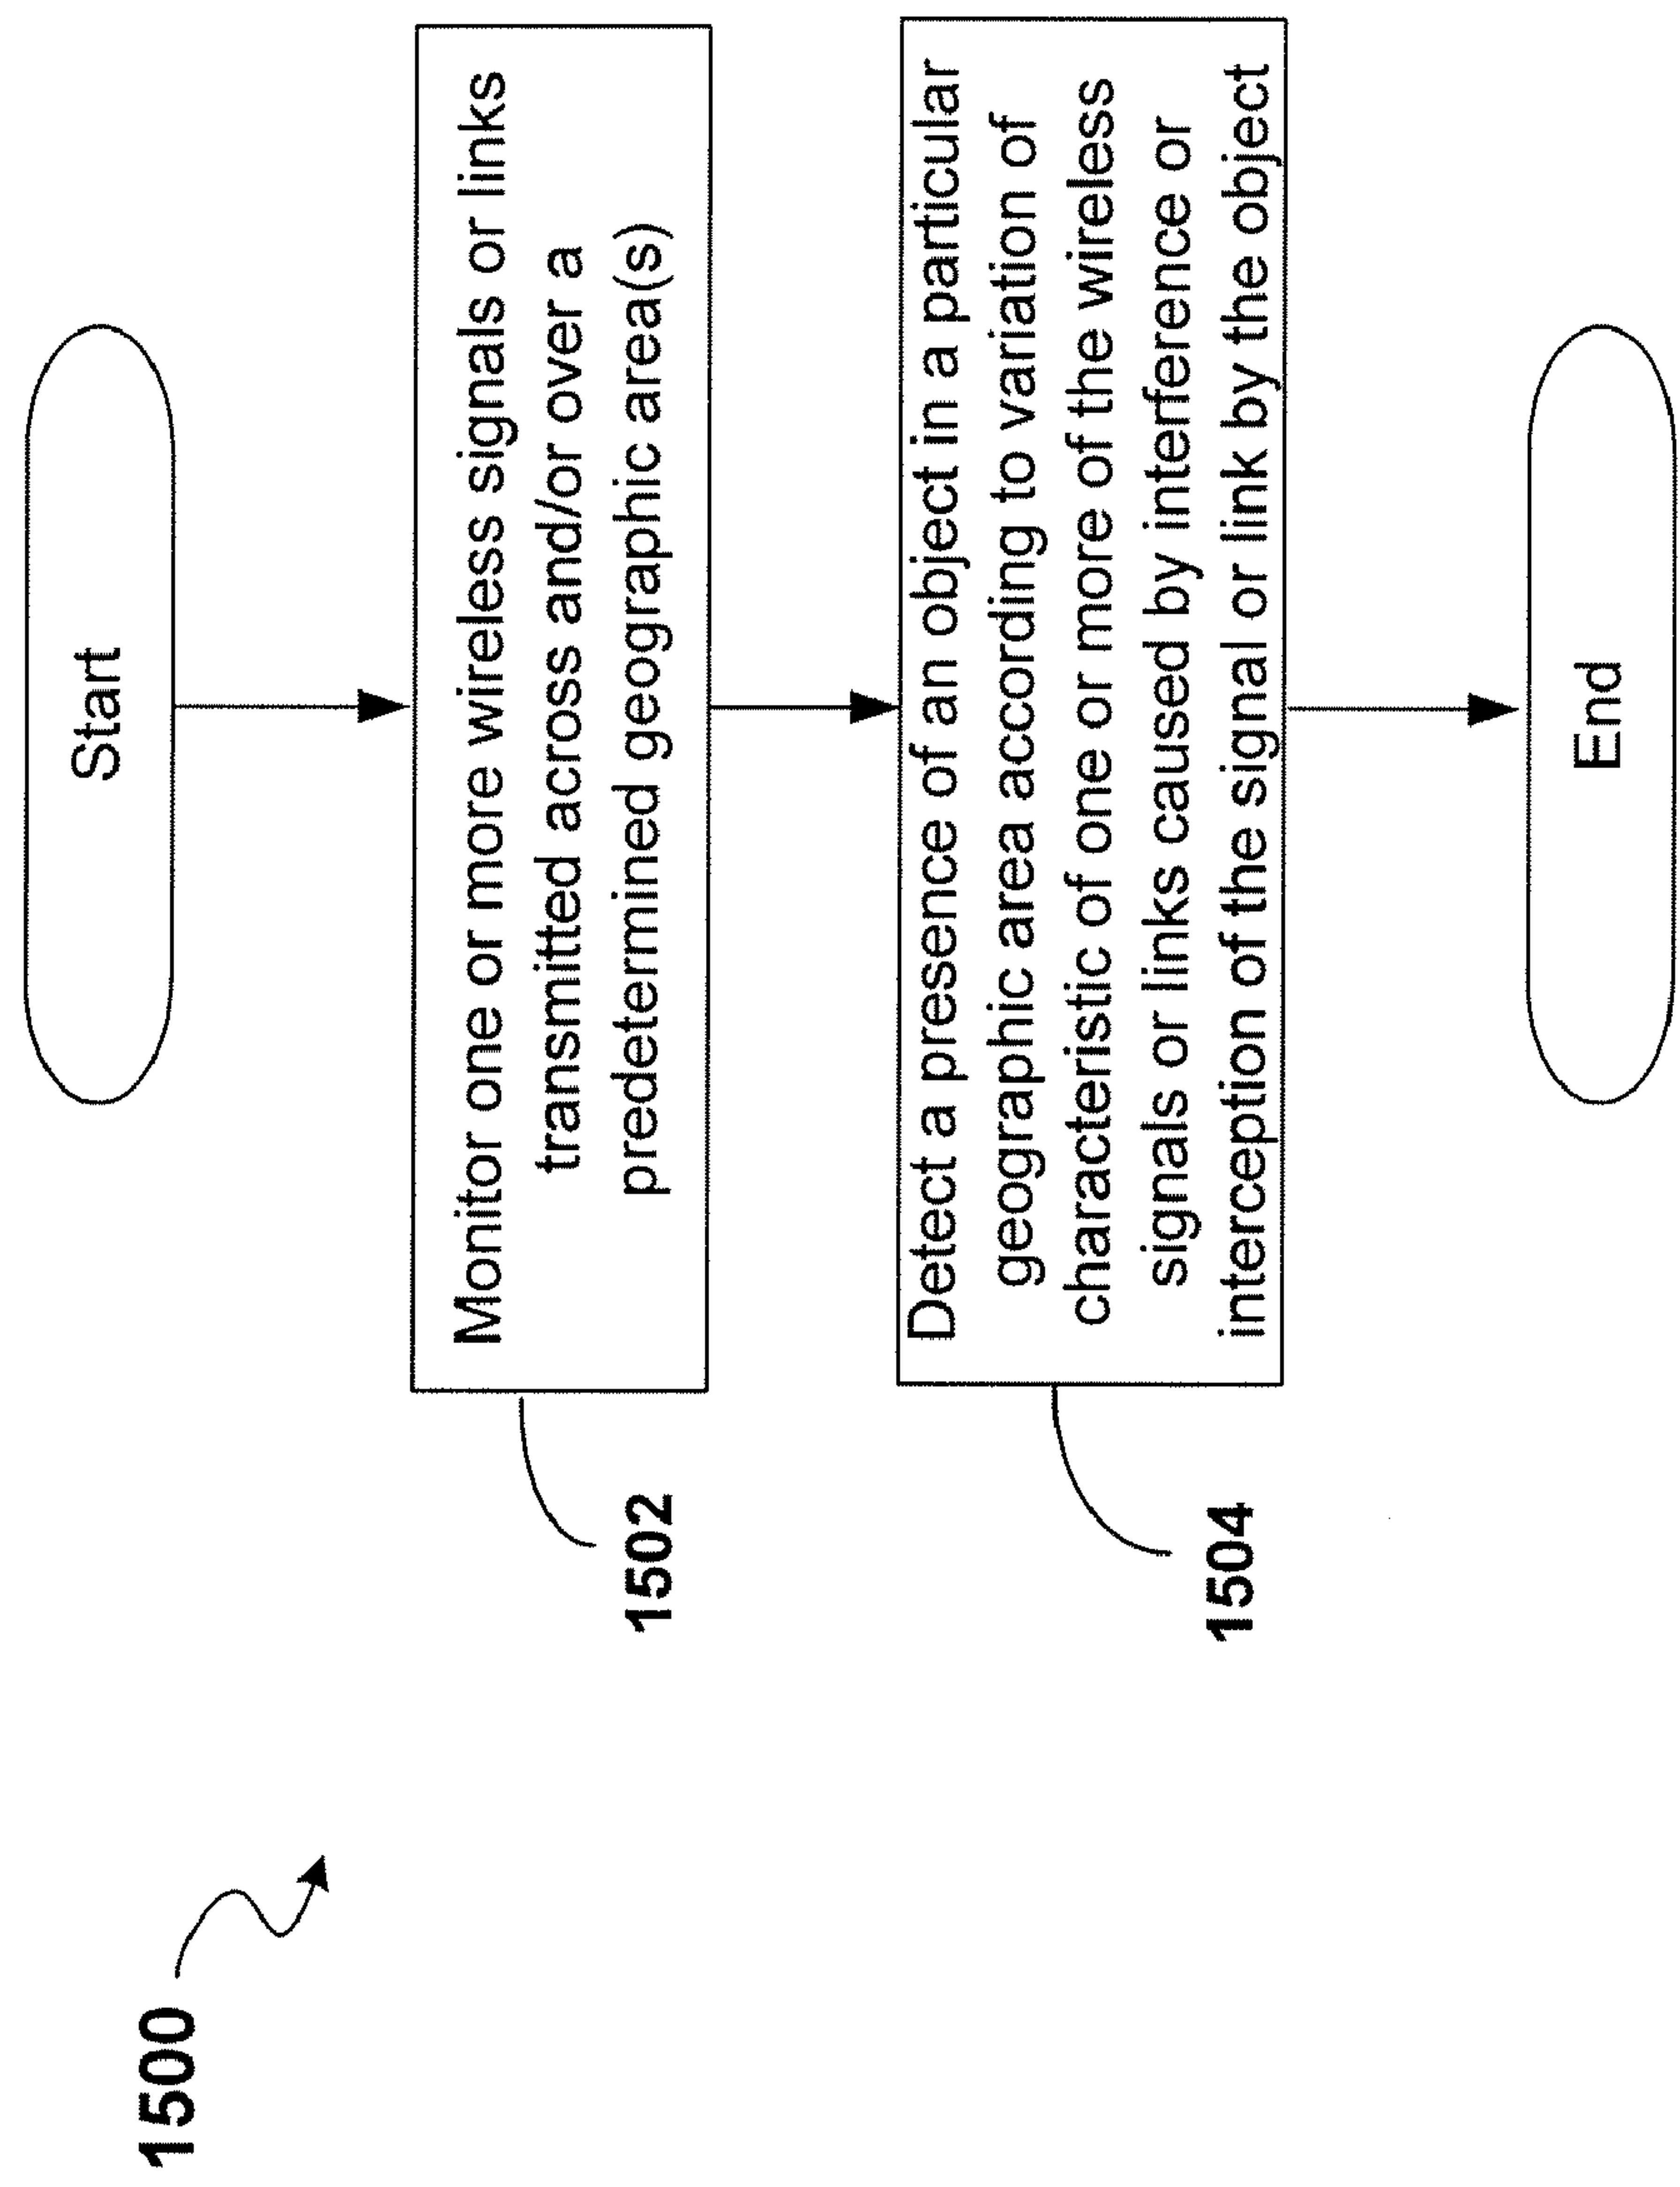 1500
Start
Monitor one or more wireless signals or links
transmitted across and/or over a
predetermined geographic area(s)
1502
Detect a presence of an object in a particular
geographic area according to variation of
characteristic of one or more of the wireless
signals or links caused by interference or
interception of the signal or link by the object
1504
End